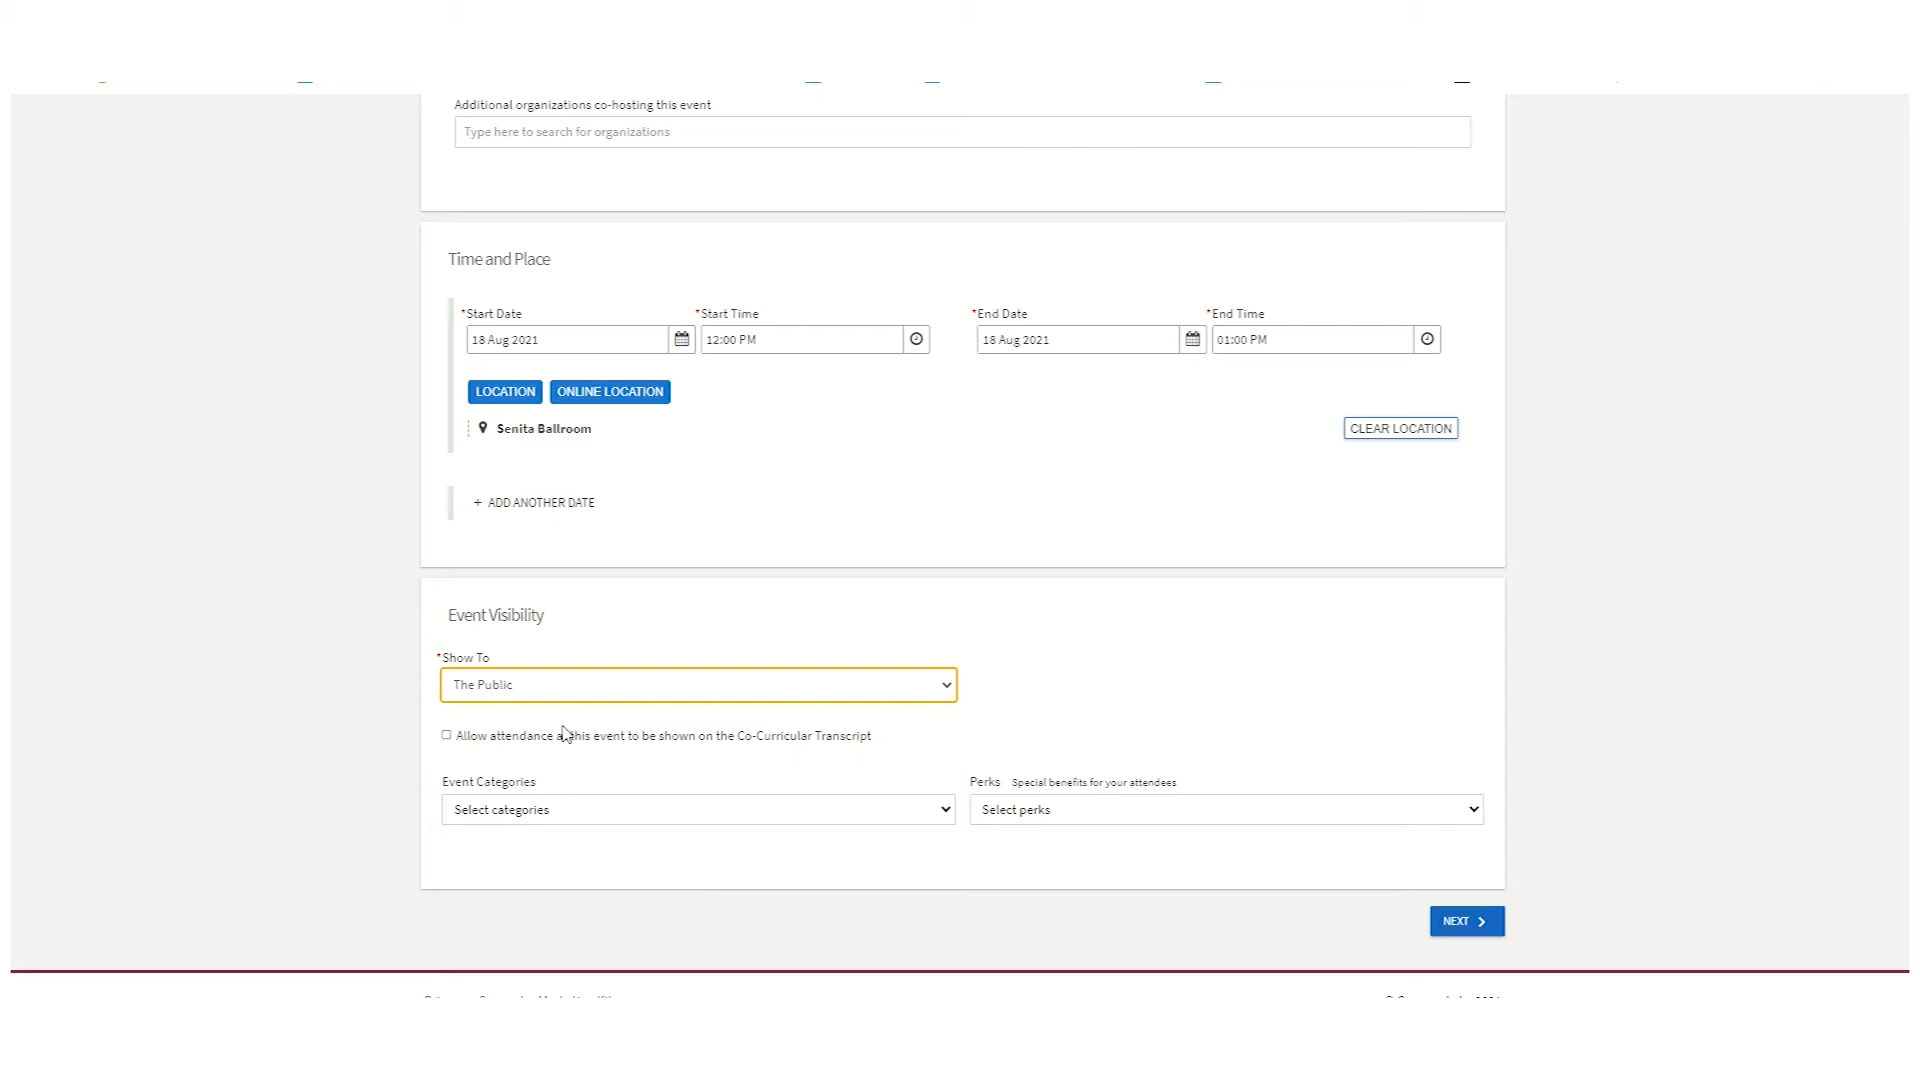 Additional organizations co-hosting this event
Type here to search for organizations
Time and Place
*Start Date *Start Time *End Date *End Time
18 Aug 2021 12:00 PM 18 Aug 2021 01:00 PM
LOCATION ONLINE LOCATION
Senita Ballroom CLEAR LOCATION
+ ADD ANOTHER DATE
Event Visibility
*Show To
The Public
Allow attendance this event to be shown on the Co-Curricular Transcript
Event Categories Perks Special benefits for your attendees
Select categories Select perks
NEXT